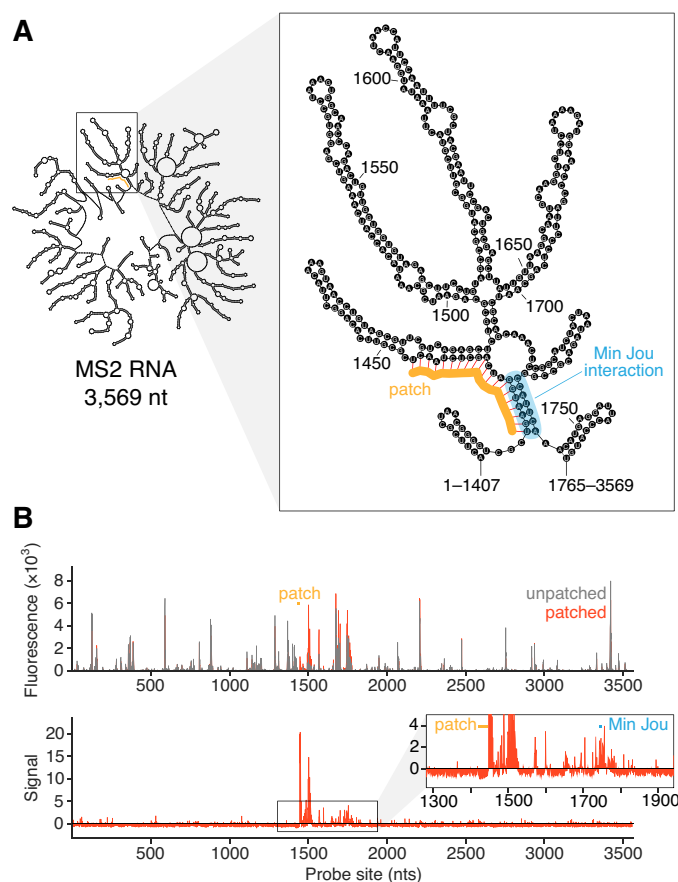 A
1600
1550
1650
1500
1700
1450
Min Jou
interaction
patch
1750
MS2 RNA
3,569 nt
1–1407
1765–3569
B
Fluorescence (×10³)
8
6
4
2
0
patch
unpatched
patched
500
1000
1500
2000
2500
3000
3500
Signal
20
15
10
5
0
4
2
0
patch
Min Jou
1300
1500
1700
1900
500
1000
1500
2000
2500
3000
3500
Probe site (nts)